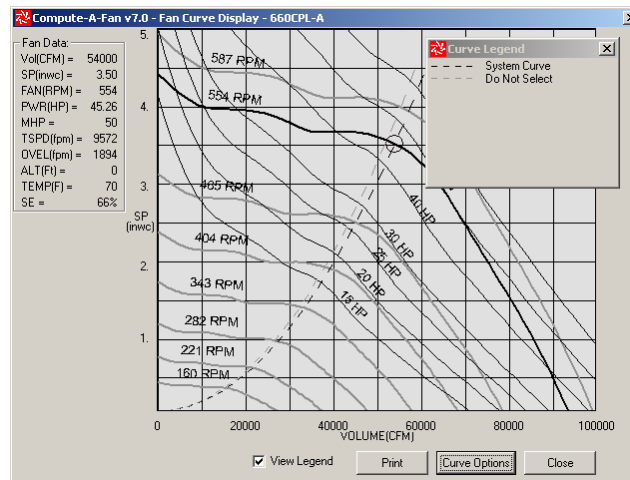 Compute-A-Fan v7.0 - Fan Curve Display - 660CPL-A
Fan Data:
Vol(CFM) = 54000
SP(inwc) = 3.50
FAN(RPM) = 554
PWR(HP) = 45.26
MHP = 50
TSPD(fpm) = 9572
OVEL(fpm) = 1894
ALT(Ft) = 0
TEMP(F) = 70
SE = 66%
Curve Legend
System Curve
Do Not Select
5.
4.
3.
SP
(inwc)
2.
1.
587 RPM
554 RPM
465 RPM
404 RPM
343 RPM
282 RPM
221 RPM
160 RPM
40 HP
30 HP
25 HP
20 HP
15 HP
0 20000 40000 60000 80000 100000
VOLUME(CFM)
View Legend
Print
Curve Options
Close